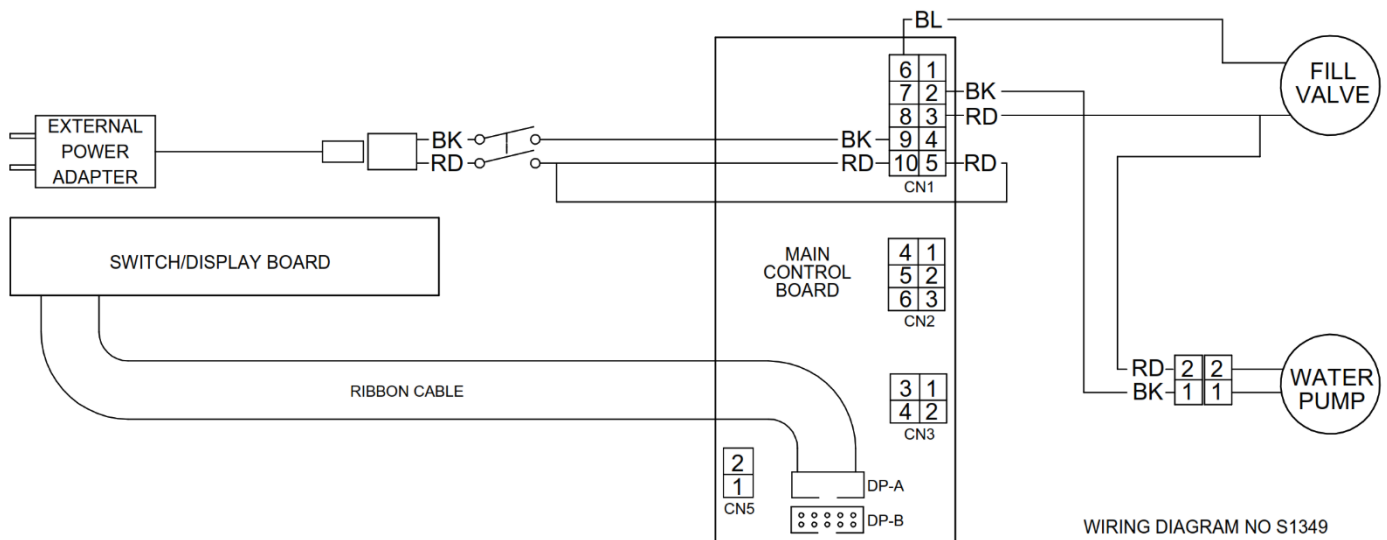 BL
6 1
7 2
BK
8 3
RD
BK
9 4
RD
10 5
RD
CN1
FILL
VALVE
EXTERNAL
POWER
ADAPTER
BK
RD
SWITCH/DISPLAY BOARD
MAIN
CONTROL
BOARD
4 1
5 2
6 3
CN2
RIBBON CABLE
3 1
4 2
CN3
RD
2 2
BK
1 1
WATER
PUMP
2
1
CN5
DP-A
DP-B
WIRING DIAGRAM NO S1349